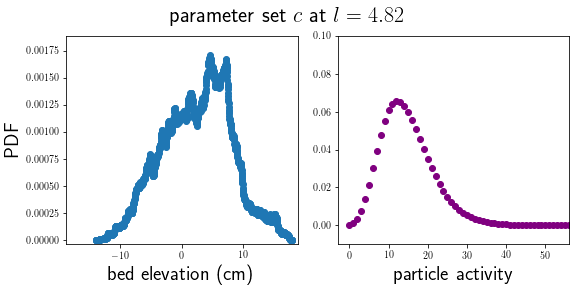 parameter set c at l = 4.82
PDF
0.00175
0.00150
0.00125
0.00100
0.00075
0.00050
0.00025
0.00000
−10 0 10
bed elevation (cm)
0.10
0.08
0.06
0.04
0.02
0.00
0 10 20 30 40 50
particle activity